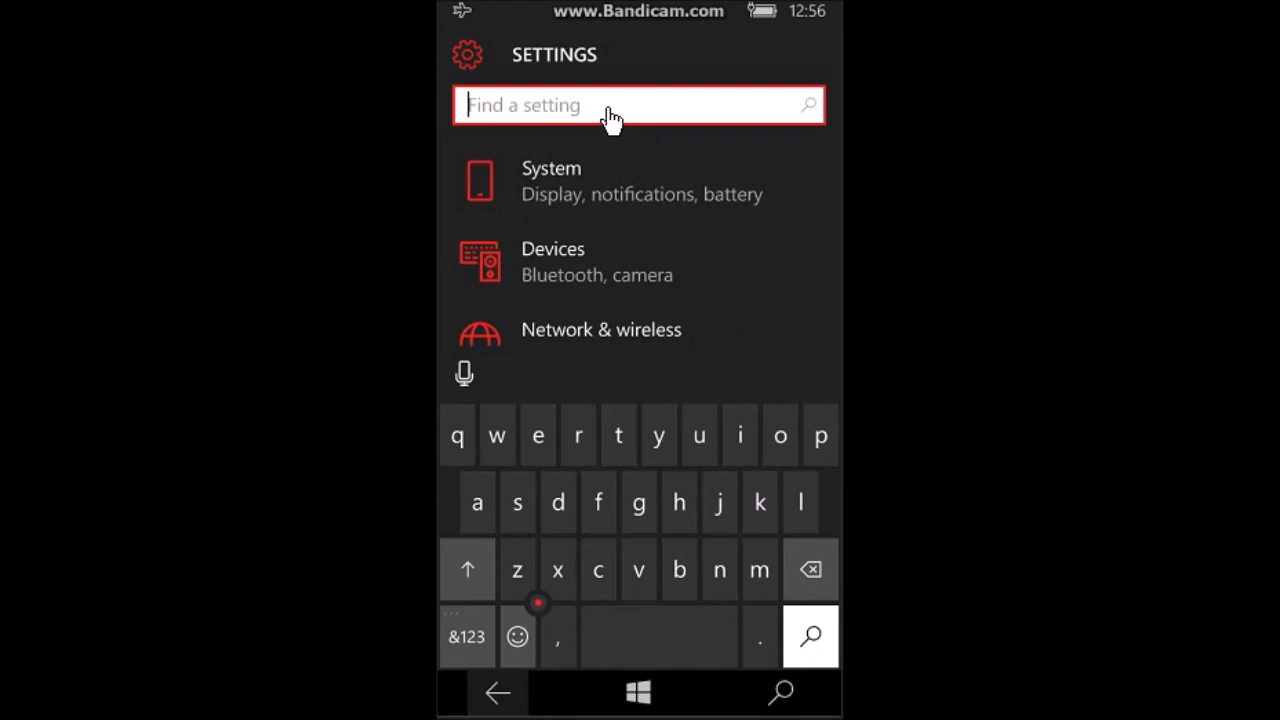 www.Bandicam.com 12:56
SETTINGS
Find a setting
System
Display, notifications, battery
Devices
Bluetooth, camera
Network & wireless
q w e r t y u i o p
a s d f g h j k l
z x c v b n m
&123 , .